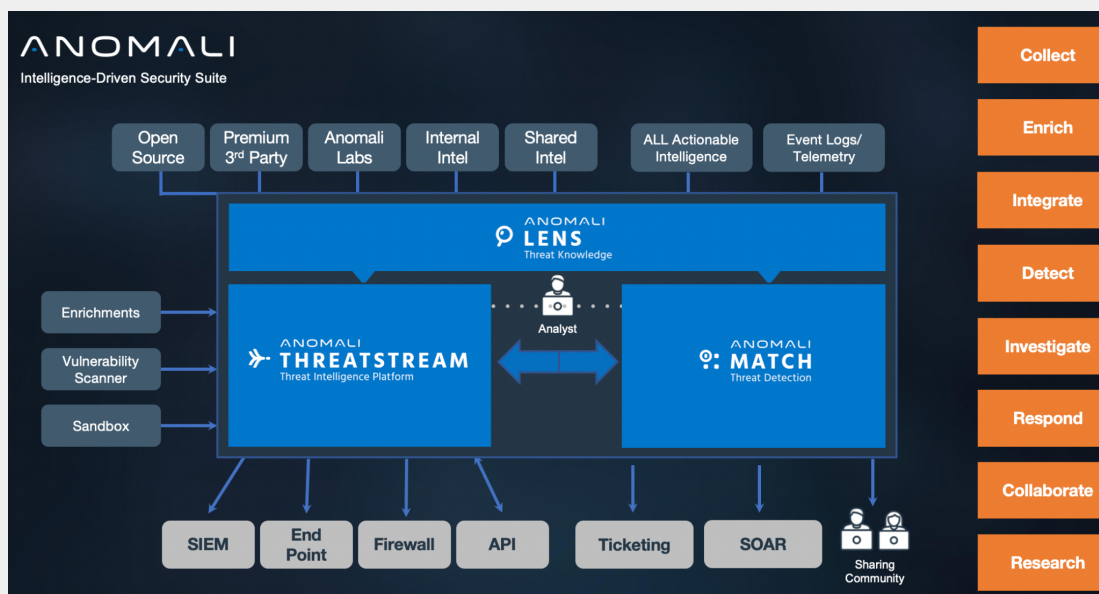 ANOMALI
Intelligence-Driven Security Suite
Open
Source
Premium
3rd Party
Anomali
Labs
Internal
Intel
Shared
Intel
ALL Actionable
Intelligence
Event Logs/
Telemetry
ANOMALI
LENS
Threat Knowledge
Analyst
Enrichments
Vulnerability
Scanner
Sandbox
ANOMALI
THREATSTREAM
Threat Intelligence Platform
ANOMALI
MATCH
Threat Detection
SIEM
End
Point
Firewall
API
Ticketing
SOAR
Sharing
Community
Collect
Enrich
Integrate
Detect
Investigate
Respond
Collaborate
Research